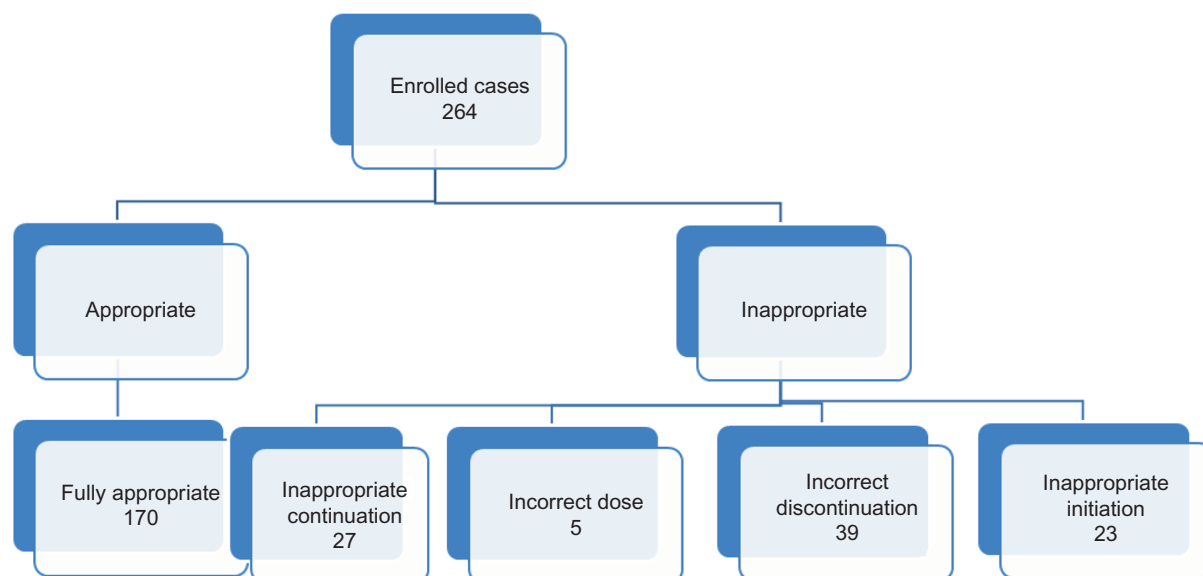 Enrolled cases
264
Appropriate
Inappropriate
Fully appropriate
170
Inappropriate
continuation
27
Incorrect dose
5
Incorrect
discontinuation
39
Inappropriate
initiation
23